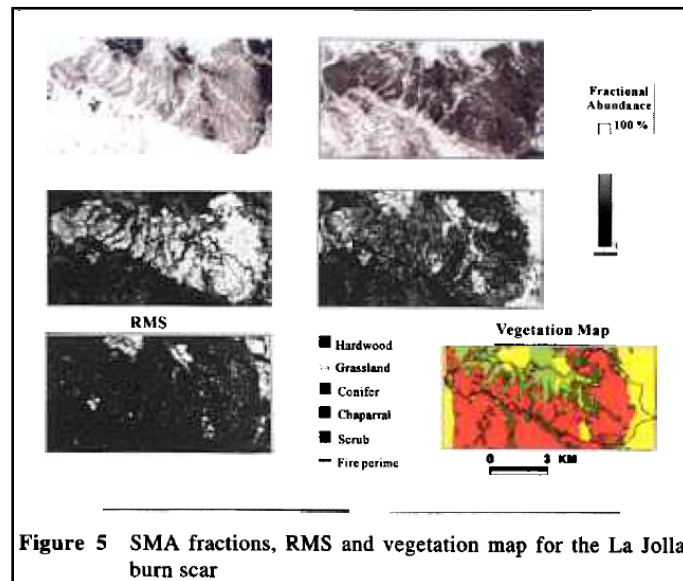 Fractional
Abundance
100 %
RMS
Vegetation Map
Hardwood
Grassland
Conifer
Chaparral
Scrub
Fire perime
0 3 KM
Figure 5 SMA fractions, RMS and vegetation map for the La Jolla
burn scar